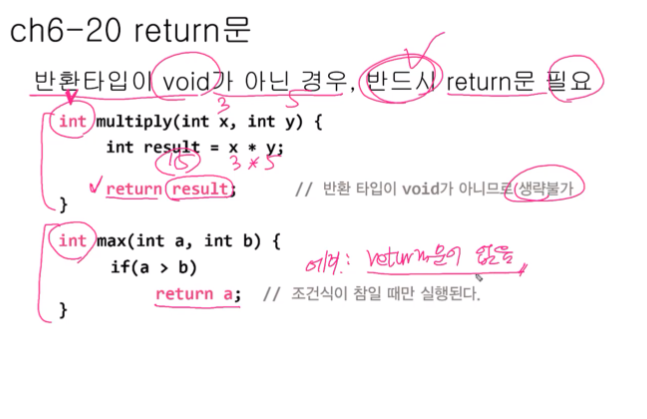 ch6-20 return문
반환타입이 void가 아닌 경우, 반드시 return문 필요
3 5
int multiply(int x, int y) {
int result = x * y;
15 3 * 5
return result; // 반환 타입이 void가 아니므로 생략불가
}
int max(int a, int b) {
if(a > b)
에러: return문이 없음
return a; // 조건식이 참일 때만 실행된다.
}